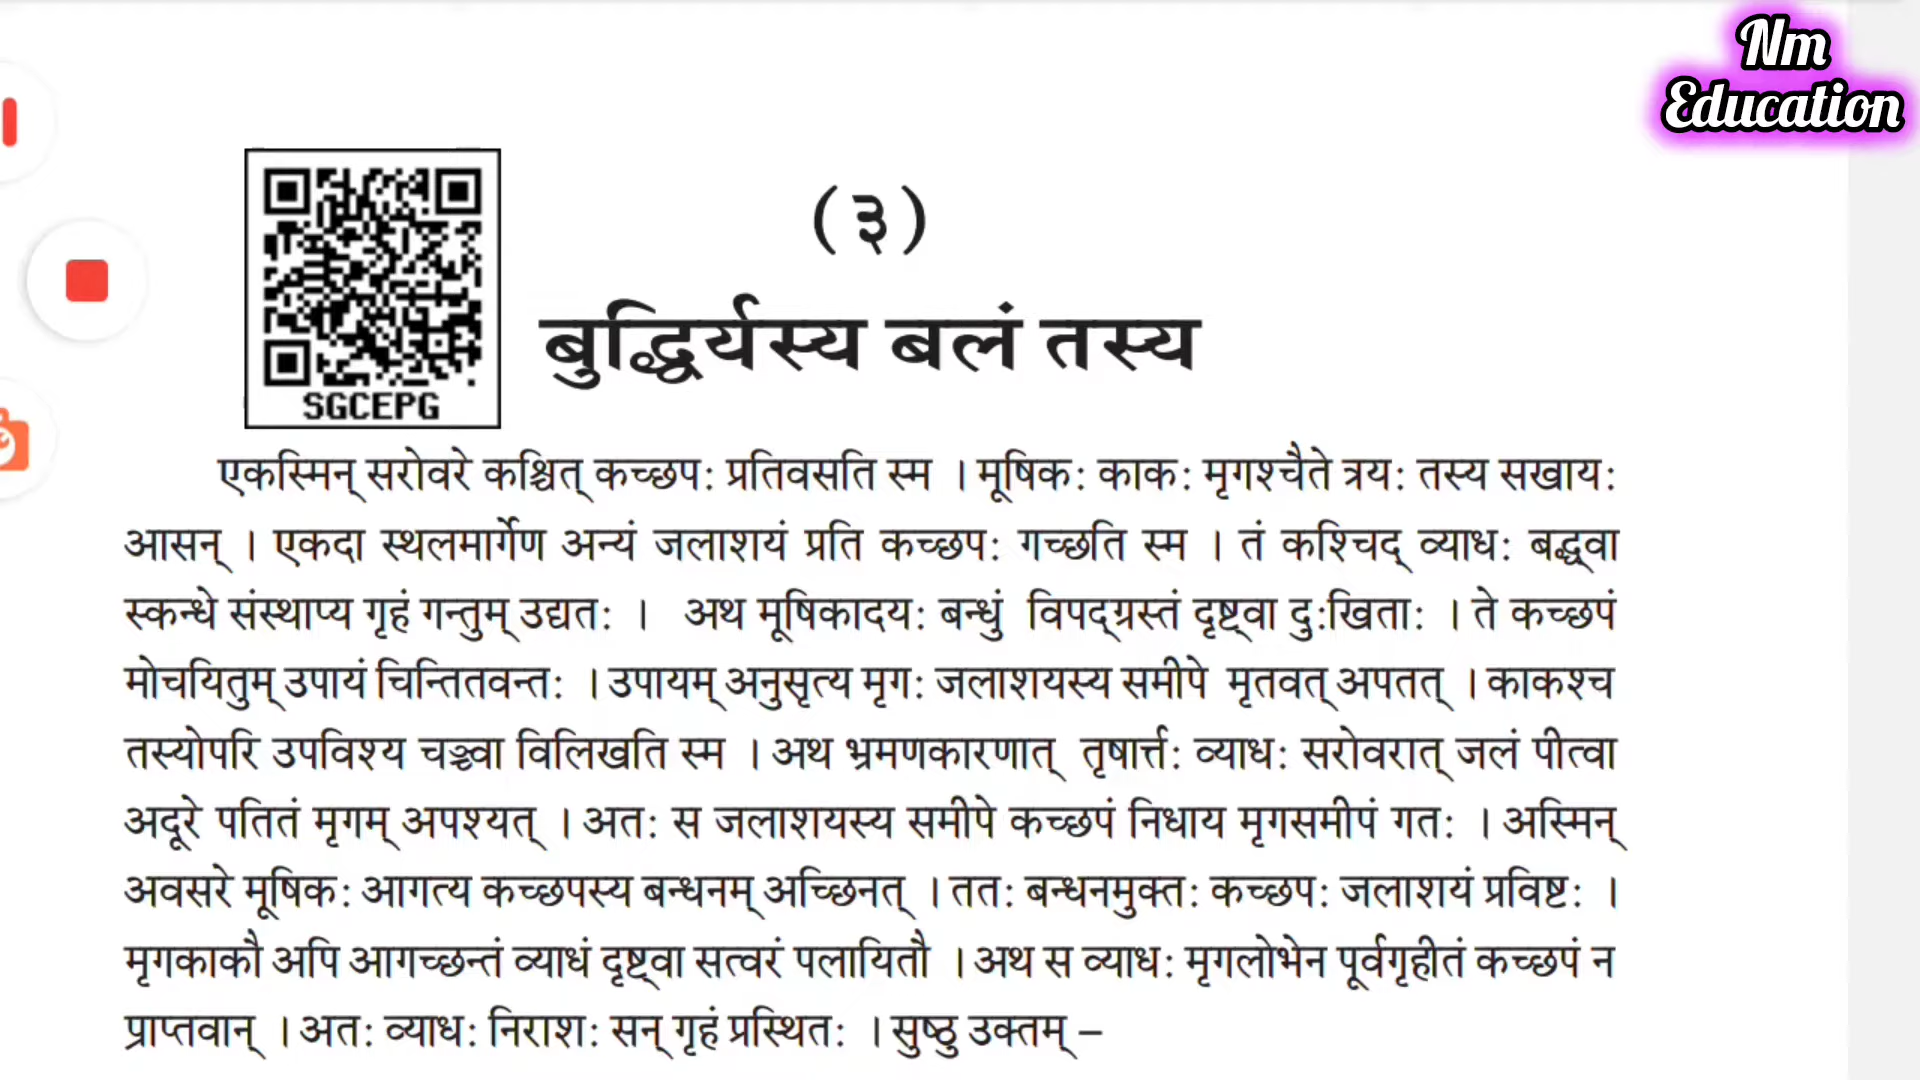 Nm
Education
SGCEPG
(३)
बुद्धिर्यस्य बलं तस्य
एकस्मिन् सरोवरे कश्चित् कच्छपः प्रतिवसति स्म । मूषिकः काकः मृगश्चैते त्रयः तस्य सखायः
आसन् । एकदा स्थलमार्गेण अन्यं जलाशयं प्रति कच्छपः गच्छति स्म । तं कश्चिद् व्याधः बद्ध्वा
स्कन्धे संस्थाप्य गृहं गन्तुम् उद्यतः । अथ मूषिकादयः बन्धुं विपद्ग्रस्तं दृष्ट्वा दुःखिताः । ते कच्छपं
मोचयितुम् उपायं चिन्तितवन्तः । उपायम् अनुसृत्य मृगः जलाशयस्य समीपे मृतवत् अपतत् । काकश्च
तस्योपरि उपविश्य चञ्च्वा विलिखति स्म । अथ भ्रमणकारणात् तृषार्त्तः व्याधः सरोवरात् जलं पीत्वा
अदूरे पतितं मृगम् अपश्यत् । अतः स जलाशयस्य समीपे कच्छपं निधाय मृगसमीपं गतः । अस्मिन्
अवसरे मूषिकः आगत्य कच्छपस्य बन्धनम् अच्छिनत् । ततः बन्धनमुक्तः कच्छपः जलाशयं प्रविष्टः ।
मृगकाकौ अपि आगच्छन्तं व्याधं दृष्ट्वा सत्वरं पलायितौ । अथ स व्याधः मृगलोभेन पूर्वगृहीतं कच्छपं न
प्राप्तवान् । अतः व्याधः निराशः सन् गृहं प्रस्थितः । सुष्ठु उक्तम् –